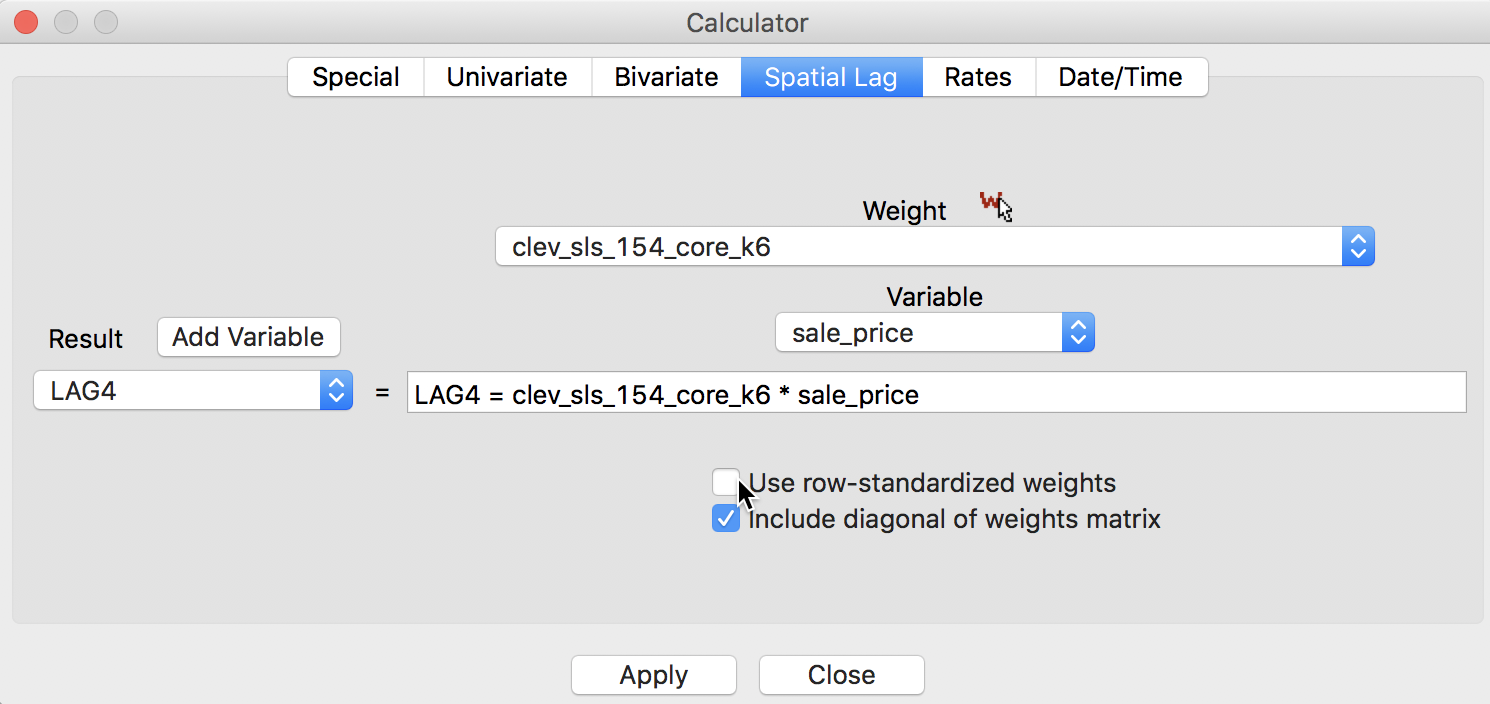 Calculator
Special Univariate Bivariate Spatial Lag Rates Date/Time
Weight W
clev_sls_154_core_k6
Variable
sale_price
Result Add Variable
LAG4 = LAG4 = clev_sls_154_core_k6 * sale_price
Use row-standardized weights
Include diagonal of weights matrix
Apply Close